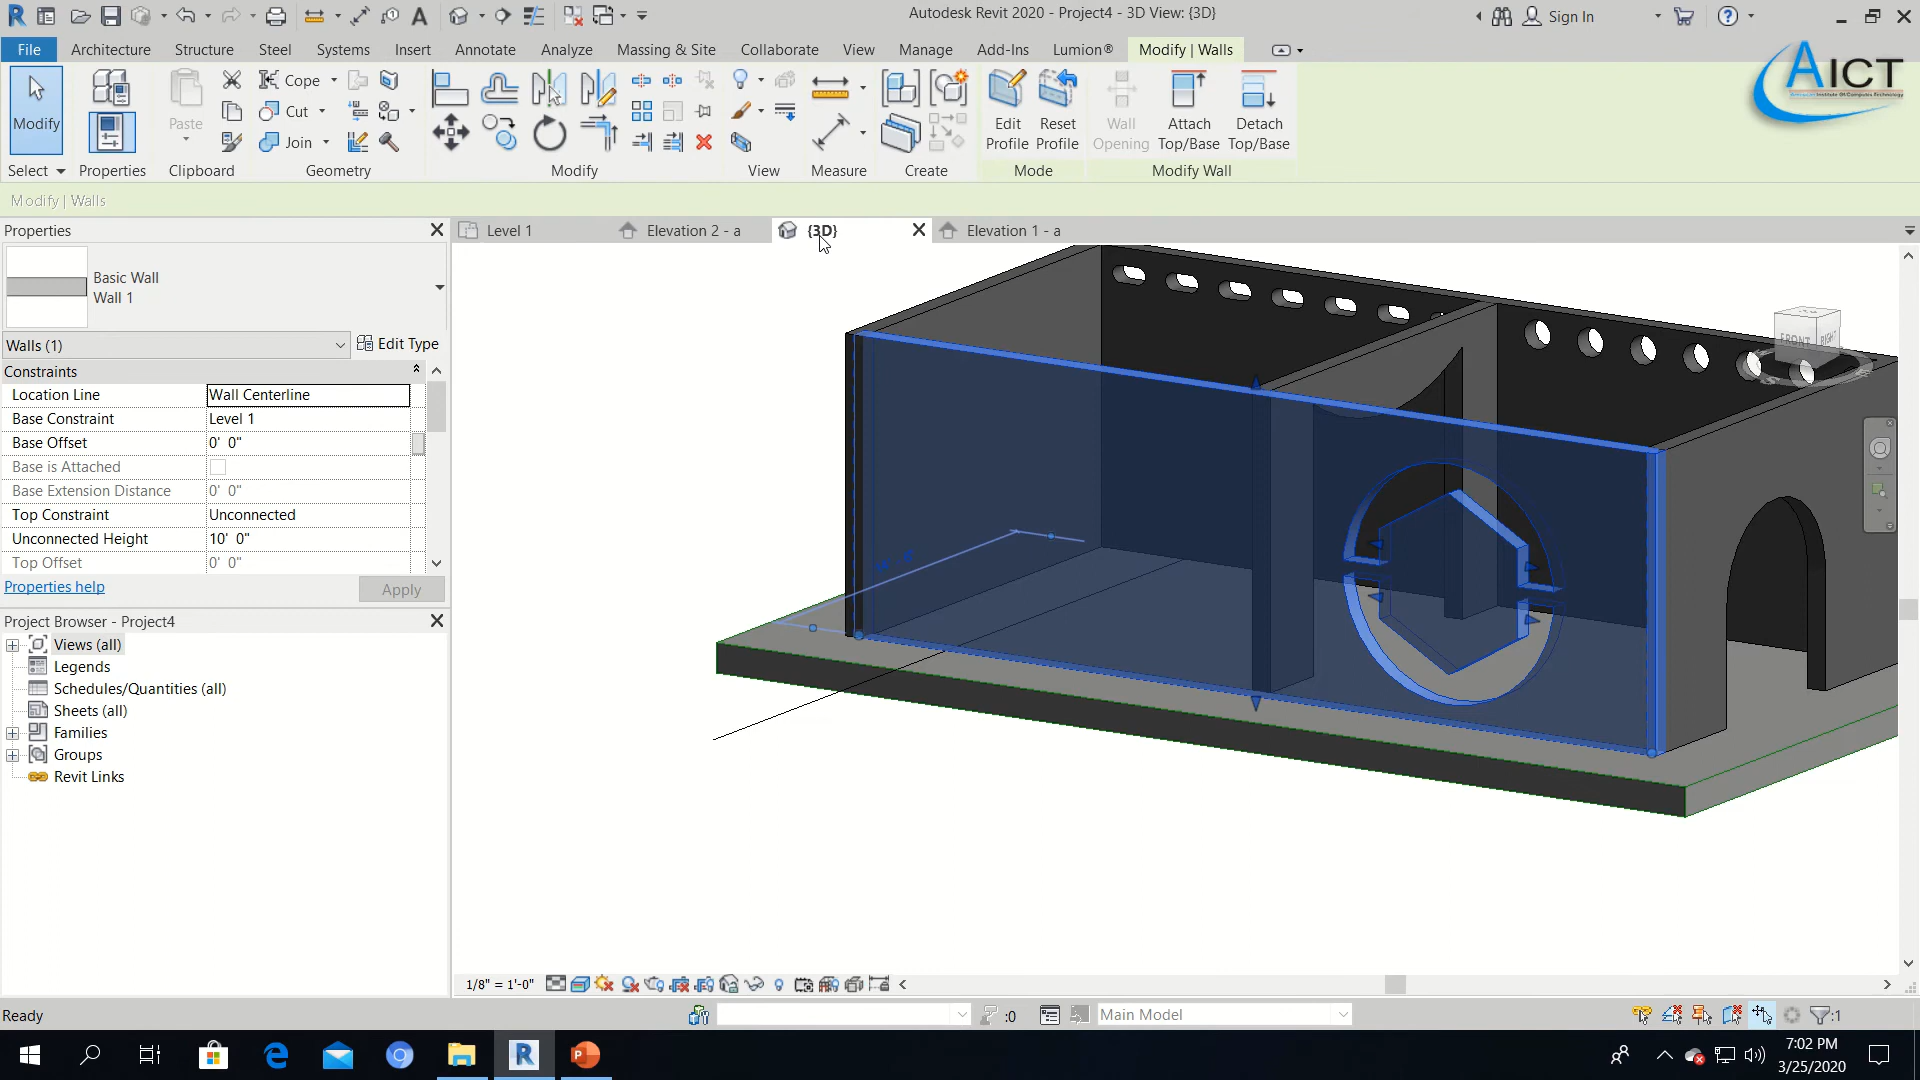 Autodesk Revit 2020 - Project4 - 3D View: {3D}
Sign In
File Architecture Structure Steel Systems Insert Annotate Analyze Massing & Site Collaborate View Manage Add-Ins Lumion® Modify | Walls
AICT
American Institute Of Computer Technology
Modify
Paste
Cope
Cut
Join
Edit Profile
Reset Profile
Wall Opening
Attach Top/Base
Detach Top/Base
Select Properties Clipboard Geometry Modify View Measure Create Mode Modify Wall
Modify | Walls
Properties
Level 1
Elevation 2 - a
{3D}
Elevation 1 - a
Basic Wall
Wall 1
Walls (1)
Edit Type
Constraints
Location Line Wall Centerline
Base Constraint Level 1
Base Offset 0' 0"
Base is Attached
Base Extension Distance 0' 0"
Top Constraint Unconnected
Unconnected Height 10' 0"
Top Offset 0' 0"
Properties help
Apply
Project Browser - Project4
Views (all)
Legends
Schedules/Quantities (all)
Sheets (all)
Families
Groups
Revit Links
FRONT
RIGHT
1/8" = 1'-0"
Ready
:0
Main Model
:1
7:02 PM
3/25/2020